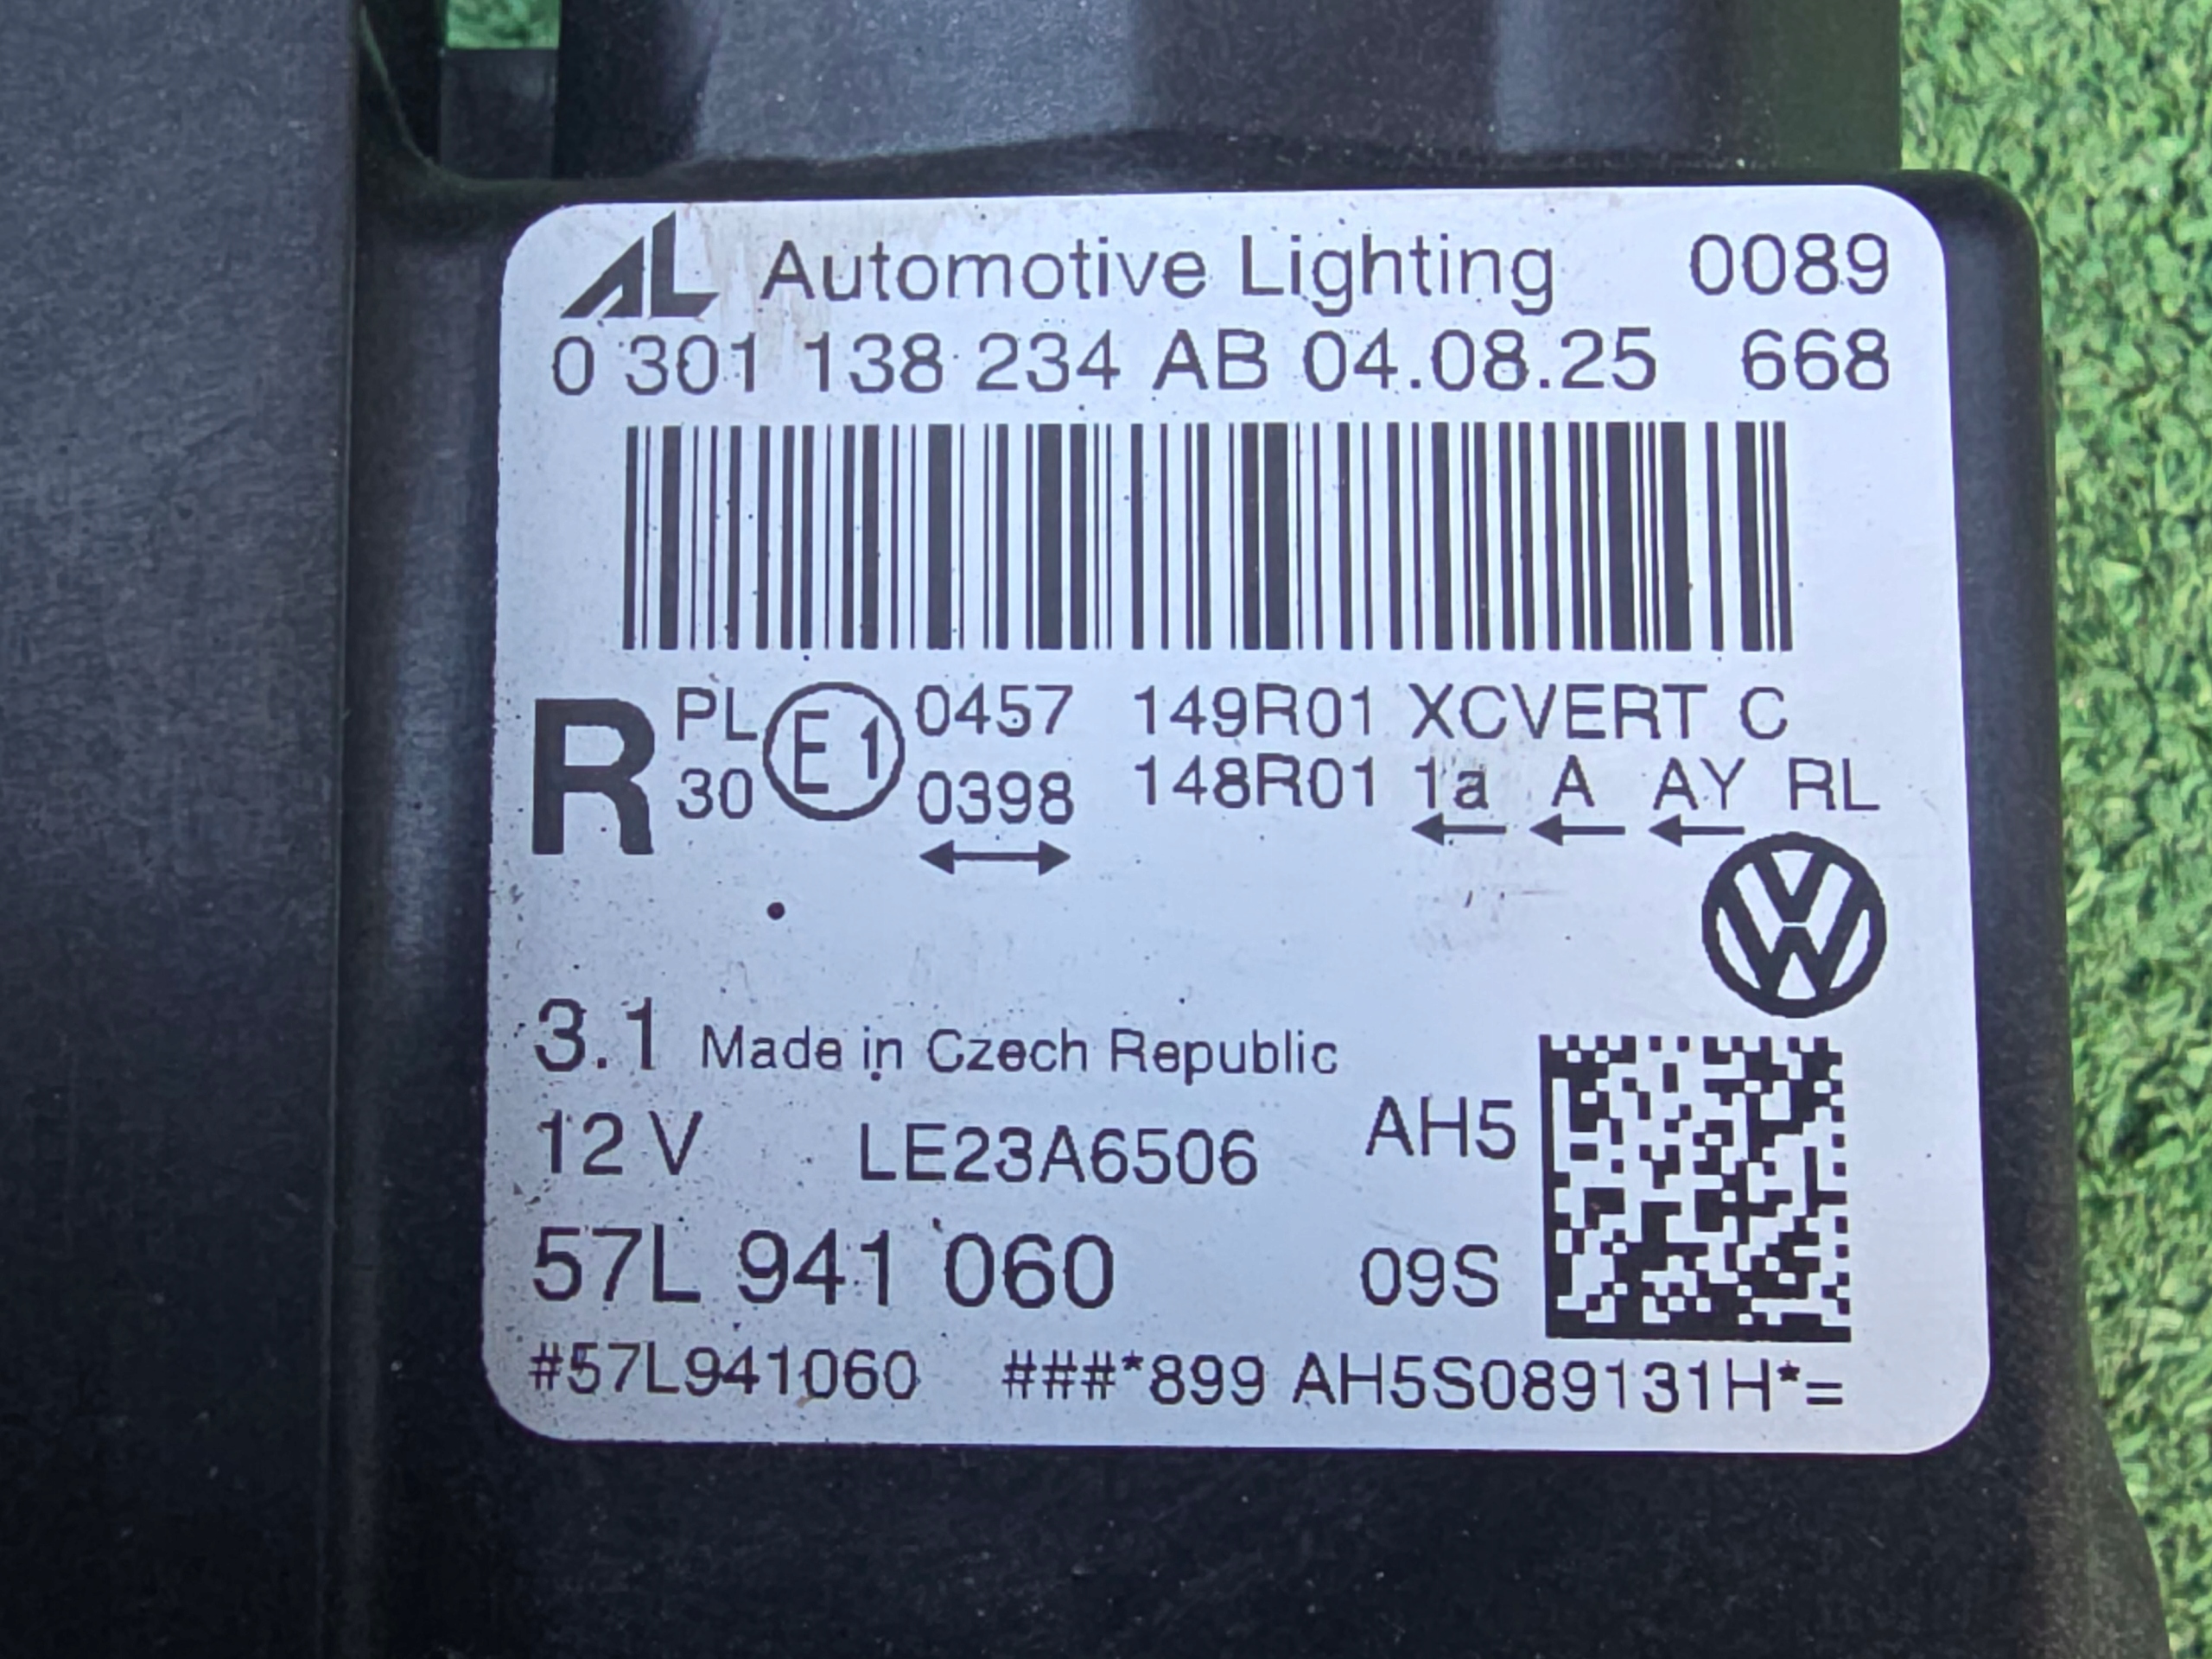 AL Automotive Lighting 0089
0 301 138 234 AB 04.08.25 668
R PL 30 E1 0457 149R01 XCVERT C
0398 148R01 1a A AY RL
VW
3.1 Made in Czech Republic
12 V LE23A6506 AH5
57L 941 060 09S
#57L941060 ###*899 AH5S089131H*=